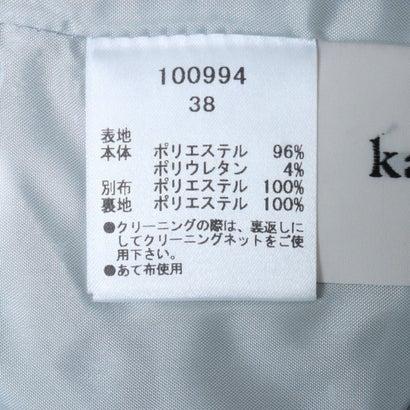 100994
38
表地
本体 ポリエステル 96%
ポリウレタン 4%
別布 ポリエステル 100%
裏地 ポリエステル 100%
●クリーニングの際は、裏返しに
してクリーニングネットをご使
用下さい。
●あて布使用
ka